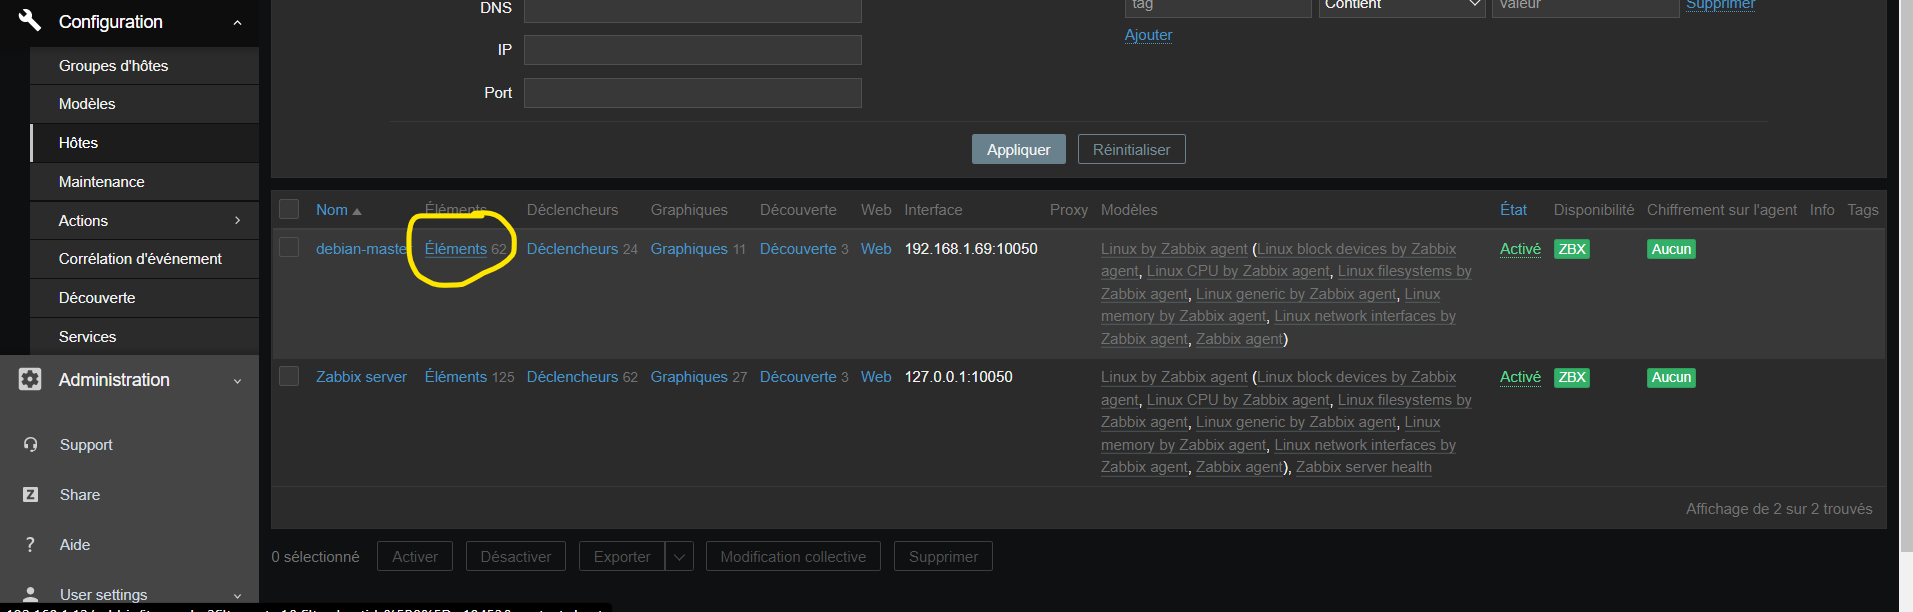 Configuration
Groupes d'hôtes
Modèles
Hôtes
Maintenance
Actions
Corrélation d'événement
Découverte
Services
Administration
Support
Share
Aide
User settings
DNS
IP
Port
tag Contient valeur Supprimer
Ajouter
Appliquer Réinitialiser
Nom Éléments Déclencheurs Graphiques Découverte Web Interface Proxy Modèles État Disponibilité Chiffrement sur l'agent Info Tags
debian-master Éléments 62 Déclencheurs 24 Graphiques 11 Découverte 3 Web 192.168.1.69:10050 Linux by Zabbix agent (Linux block devices by Zabbix Activé ZBX Aucun
agent, Linux CPU by Zabbix agent, Linux filesystems by
Zabbix agent, Linux generic by Zabbix agent, Linux
memory by Zabbix agent, Linux network interfaces by
Zabbix agent, Zabbix agent)
Zabbix server Éléments 125 Déclencheurs 62 Graphiques 27 Découverte 3 Web 127.0.0.1:10050 Linux by Zabbix agent (Linux block devices by Zabbix Activé ZBX Aucun
agent, Linux CPU by Zabbix agent, Linux filesystems by
Zabbix agent, Linux generic by Zabbix agent, Linux
memory by Zabbix agent, Linux network interfaces by
Zabbix agent, Zabbix agent), Zabbix server health
Affichage de 2 sur 2 trouvés
0 sélectionné Activer Désactiver Exporter Modification collective Supprimer